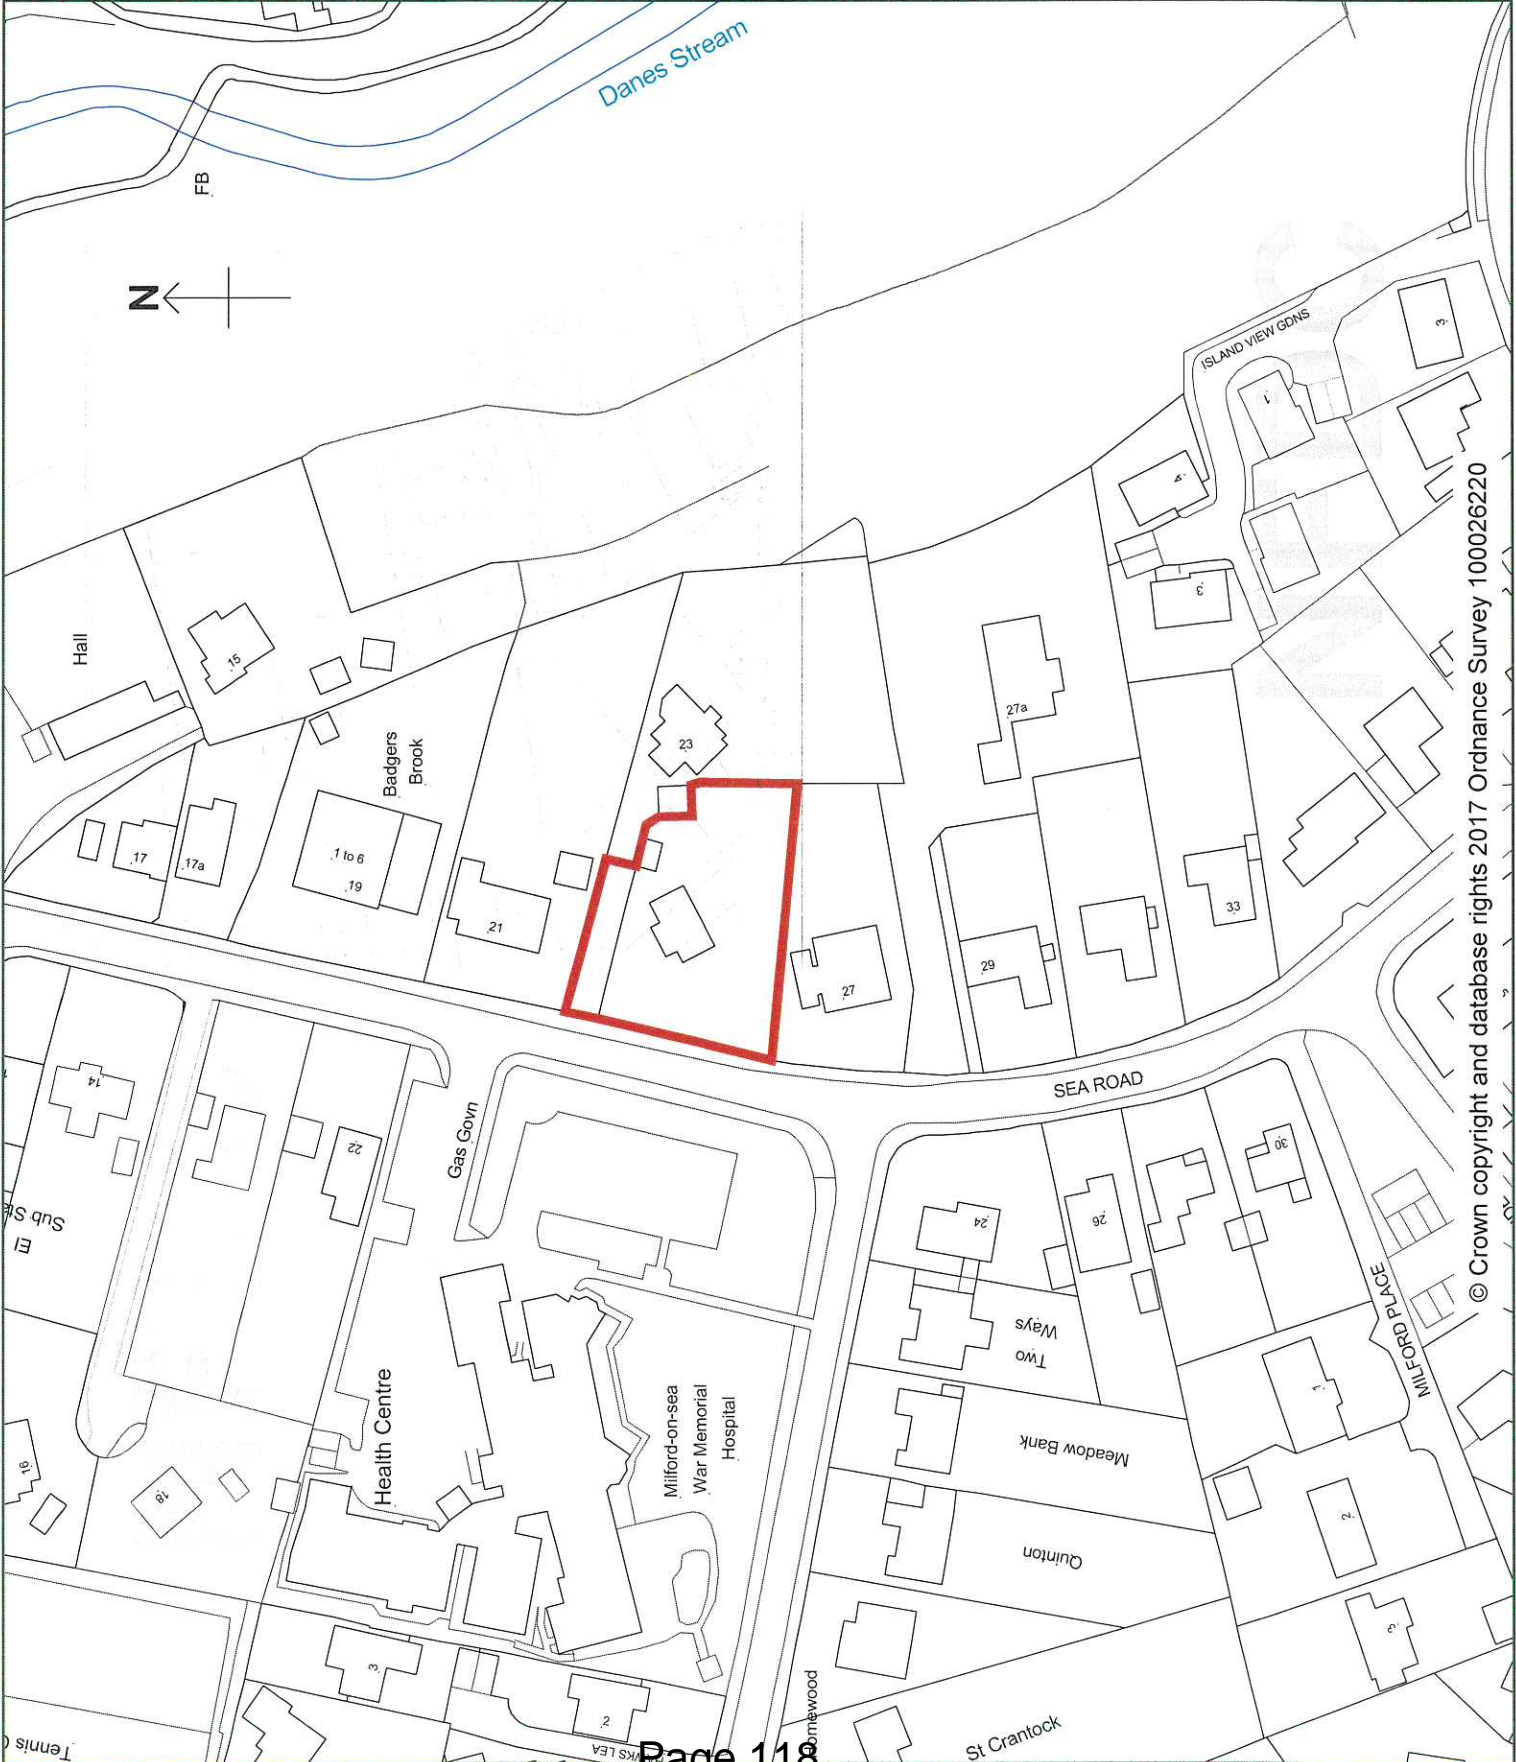 Danes Stream
FB
N
ISLAND VIEW GDNS
3
1
4
3
Hall
15
23
27a
Badgers
Brook
17
17a
1 to 6
19
21
27
29
33
SEA ROAD
14
22
Gas Govn
El
Sub Sta
24
26
30
Two
Ways
MILFORD PLACE
Health Centre
Milford-on-sea
War Memorial
Hospital
Meadow Bank
Quinton
16
18
1
2
3
3
2
Tennis
Homewood
St Crantock
Page 118
© Crown copyright and database rights 2017 Ordnance Survey 100026220